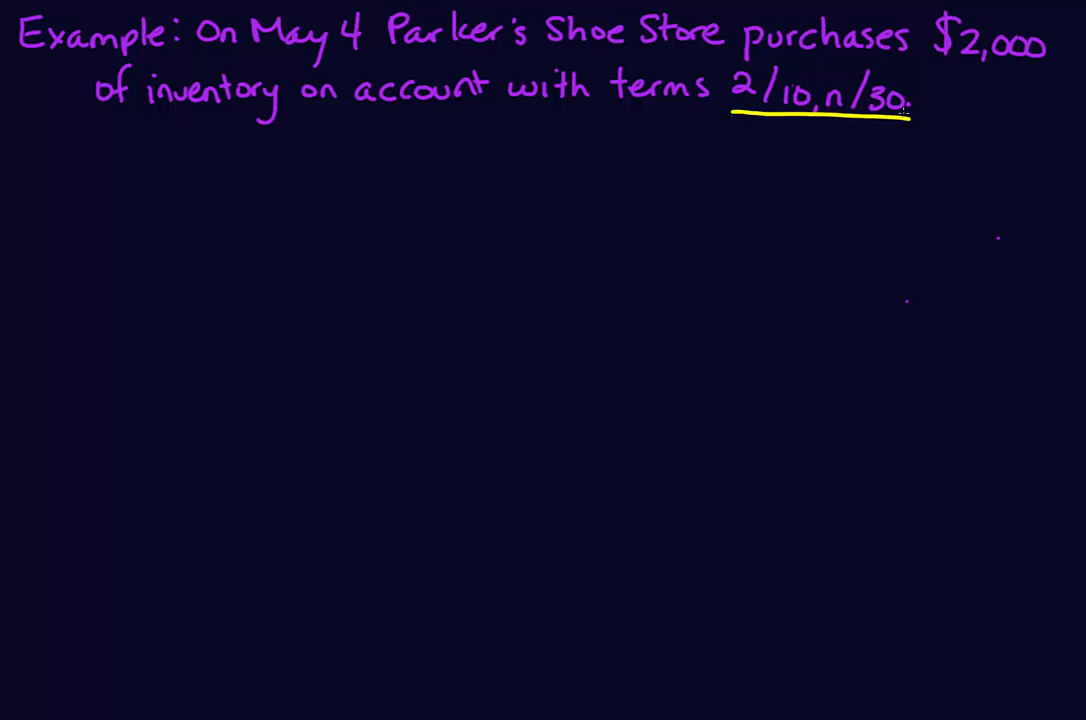 Example: On May 4 Parker's Shoe Store purchases $2,000
of inventory on account with terms 2/10, n/30.